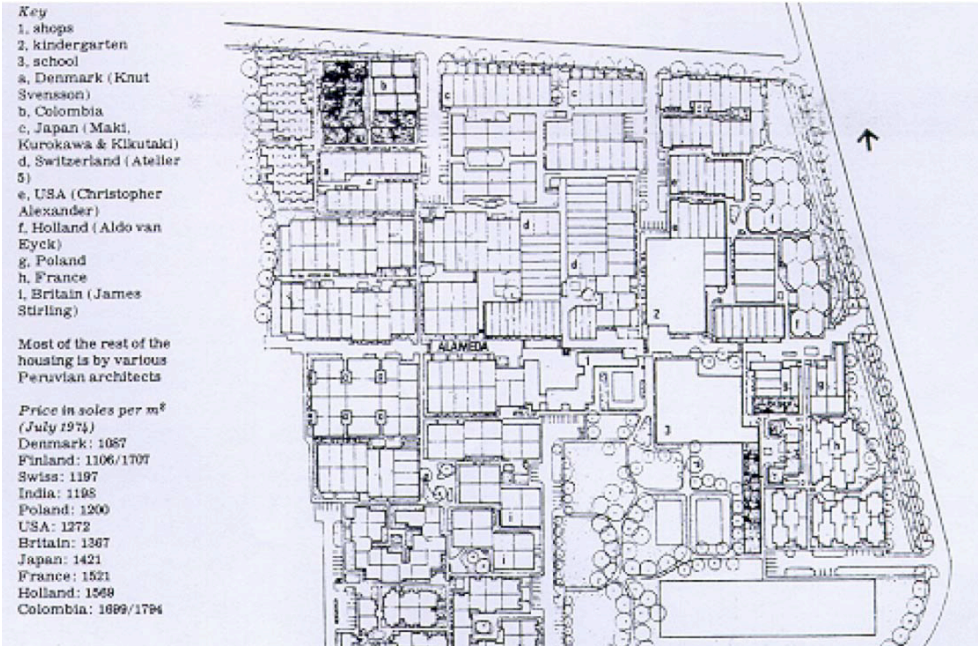 Key
1, shops
2, kindergarten
3, school
a, Denmark (Knut
Svensson)
b, Colombia
c, Japan (Maki,
Kurokawa & Kikutaki)
d, Switzerland (Atelier
5)
e, USA (Christopher
Alexander)
f, Holland (Aldo van
Eyck)
g, Poland
h, France
i, Britain (James
Stirling)
Most of the rest of the
housing is by various
Peruvian architects
Price in soles per m²
(July 1974)
Denmark: 1087
Finland: 1106/1707
Swiss: 1197
India: 1198
Poland: 1200
USA: 1272
Britain: 1367
Japan: 1421
France: 1521
Holland: 1569
Colombia: 1699/1794
b
c
c
d
d
e
f
2
ALAMEDA
3
g